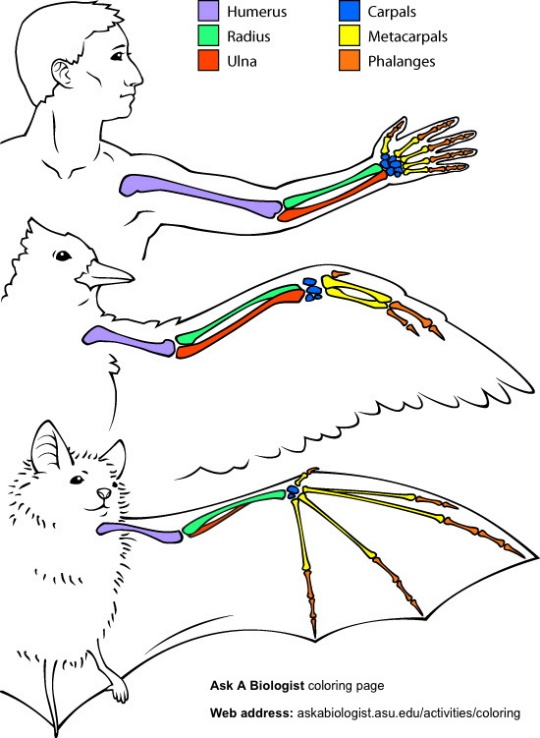 Humerus
Radius
Ulna
Carpals
Metacarpals
Phalanges
Ask A Biologist coloring page
Web address: askabiologist.asu.edu/activities/coloring